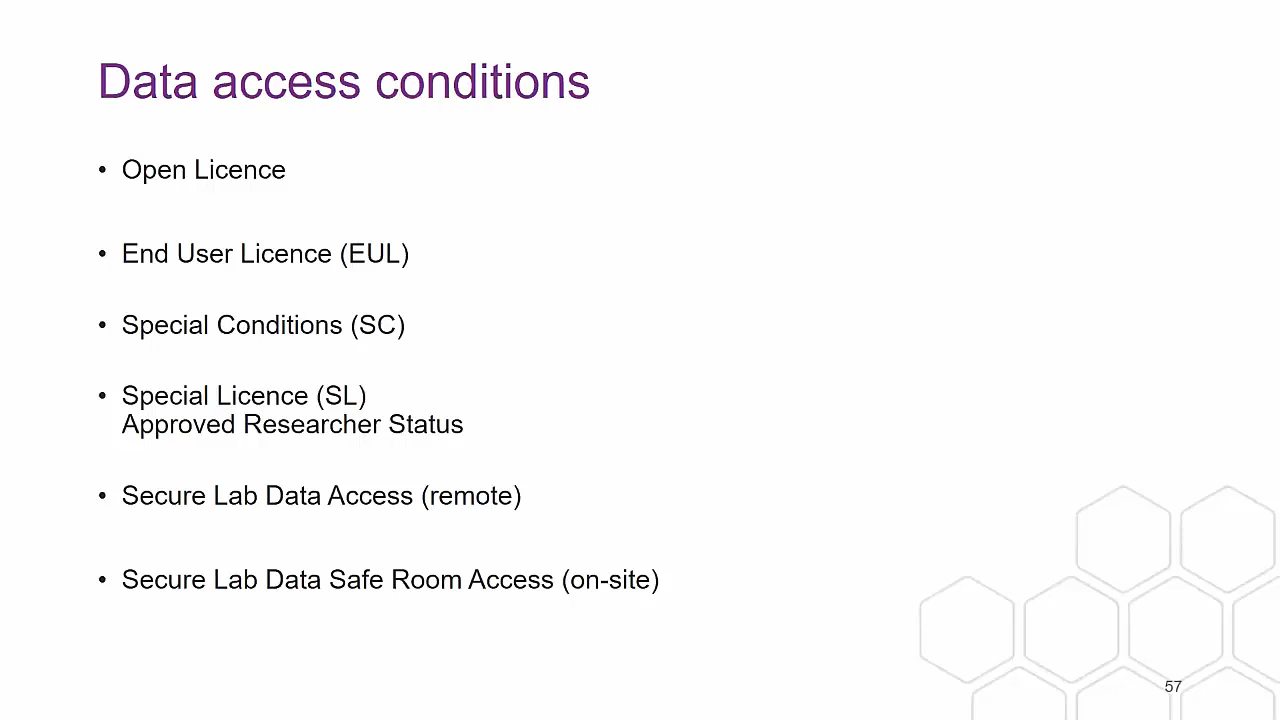 Data access conditions
• Open Licence
• End User Licence (EUL)
• Special Conditions (SC)
• Special Licence (SL)
Approved Researcher Status
• Secure Lab Data Access (remote)
• Secure Lab Data Safe Room Access (on-site)
57